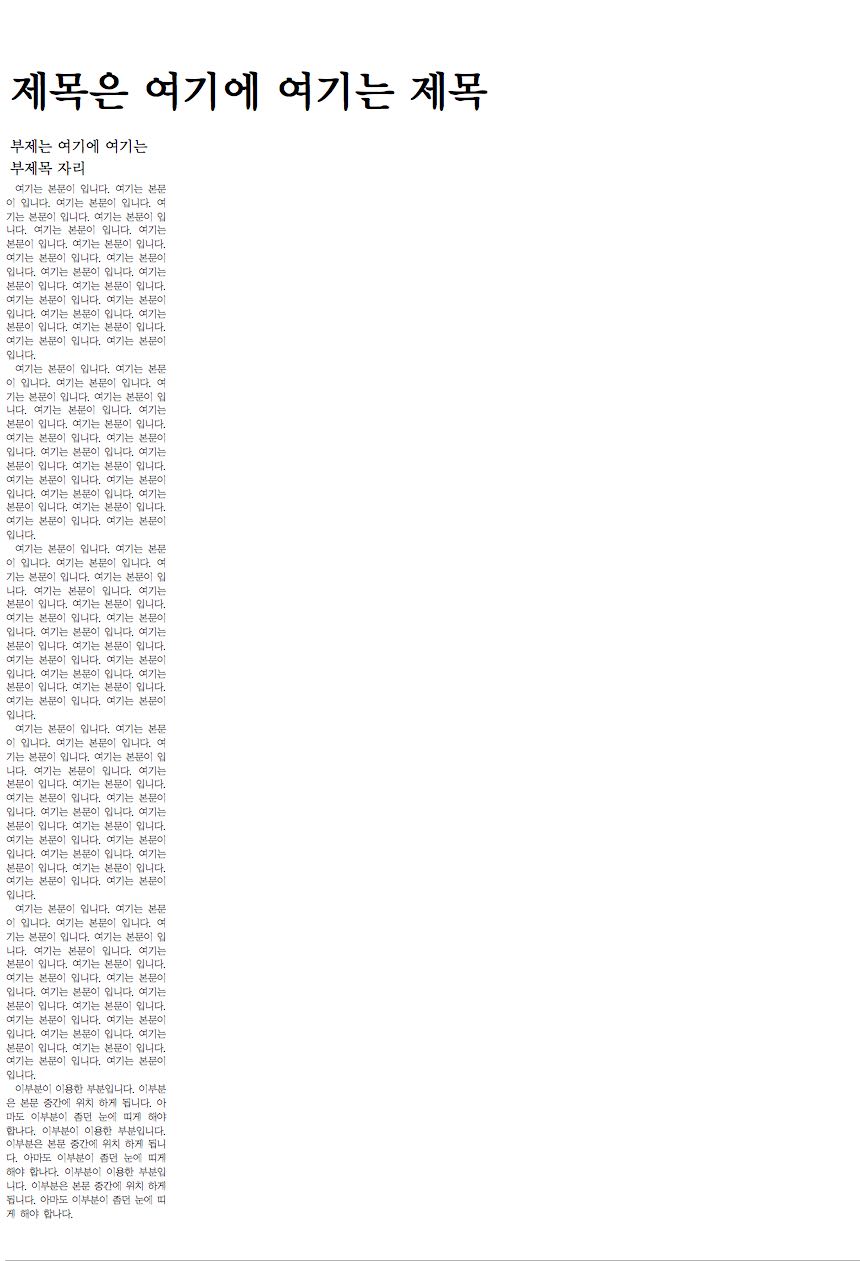 제목은 여기에 여기는 제목
부제는 여기에 여기는
부제목 자리
여기는 본문이 입니다. 여기는 본문
이 입니다. 여기는 본문이 입니다. 여
기는 본문이 입니다. 여기는 본문이 입
니다. 여기는 본문이 입니다. 여기는
본문이 입니다. 여기는 본문이 입니다.
여기는 본문이 입니다. 여기는 본문이
입니다. 여기는 본문이 입니다. 여기는
본문이 입니다. 여기는 본문이 입니다.
여기는 본문이 입니다. 여기는 본문이
입니다. 여기는 본문이 입니다. 여기는
본문이 입니다. 여기는 본문이 입니다.
여기는 본문이 입니다. 여기는 본문이
입니다.
여기는 본문이 입니다. 여기는 본문
이 입니다. 여기는 본문이 입니다. 여
기는 본문이 입니다. 여기는 본문이 입
니다. 여기는 본문이 입니다. 여기는
본문이 입니다. 여기는 본문이 입니다.
여기는 본문이 입니다. 여기는 본문이
입니다. 여기는 본문이 입니다. 여기는
본문이 입니다. 여기는 본문이 입니다.
여기는 본문이 입니다. 여기는 본문이
입니다. 여기는 본문이 입니다. 여기는
본문이 입니다. 여기는 본문이 입니다.
여기는 본문이 입니다. 여기는 본문이
입니다.
여기는 본문이 입니다. 여기는 본문
이 입니다. 여기는 본문이 입니다. 여
기는 본문이 입니다. 여기는 본문이 입
니다. 여기는 본문이 입니다. 여기는
본문이 입니다. 여기는 본문이 입니다.
여기는 본문이 입니다. 여기는 본문이
입니다. 여기는 본문이 입니다. 여기는
본문이 입니다. 여기는 본문이 입니다.
여기는 본문이 입니다. 여기는 본문이
입니다. 여기는 본문이 입니다. 여기는
본문이 입니다. 여기는 본문이 입니다.
여기는 본문이 입니다. 여기는 본문이
입니다.
여기는 본문이 입니다. 여기는 본문
이 입니다. 여기는 본문이 입니다. 여
기는 본문이 입니다. 여기는 본문이 입
니다. 여기는 본문이 입니다. 여기는
본문이 입니다. 여기는 본문이 입니다.
여기는 본문이 입니다. 여기는 본문이
입니다. 여기는 본문이 입니다. 여기는
본문이 입니다. 여기는 본문이 입니다.
여기는 본문이 입니다. 여기는 본문이
입니다. 여기는 본문이 입니다. 여기는
본문이 입니다. 여기는 본문이 입니다.
여기는 본문이 입니다. 여기는 본문이
입니다.
여기는 본문이 입니다. 여기는 본문
이 입니다. 여기는 본문이 입니다. 여
기는 본문이 입니다. 여기는 본문이 입
니다. 여기는 본문이 입니다. 여기는
본문이 입니다. 여기는 본문이 입니다.
여기는 본문이 입니다. 여기는 본문이
입니다. 여기는 본문이 입니다. 여기는
본문이 입니다. 여기는 본문이 입니다.
여기는 본문이 입니다. 여기는 본문이
입니다. 여기는 본문이 입니다. 여기는
본문이 입니다. 여기는 본문이 입니다.
여기는 본문이 입니다. 여기는 본문이
입니다.
이부분이 이용한 부분입니다. 이부분
은 본문 중간에 위치 하게 됩니다. 아
마도 이부분이 좀던 눈에 띠게 해야
합나다. 이부분이 이용한 부분입니다.
이부분은 본문 중간에 위치 하게 됩니
다. 아마도 이부분이 좀던 눈에 띠게
해야 합나다. 이부분이 이용한 부분입
니다. 이부분은 본문 중간에 위치 하게
됩니다. 아마도 이부분이 좀던 눈에 띠
게 해야 합나다.